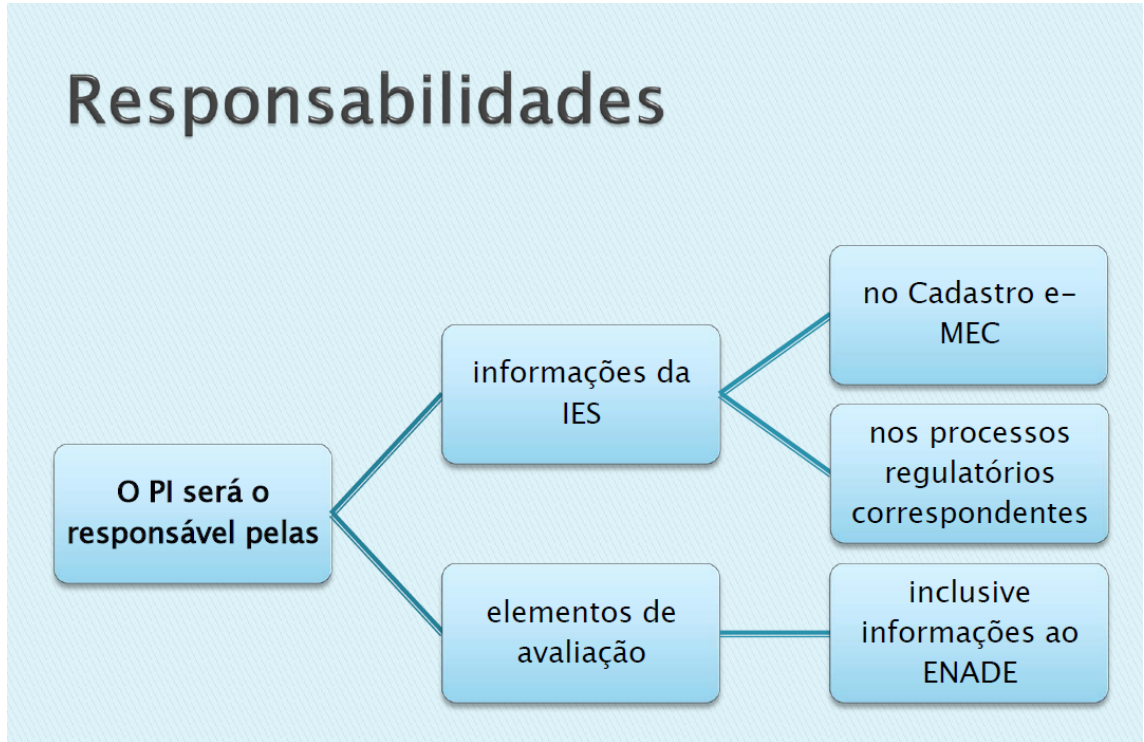 Responsabilidades
O PI será o
responsável pelas
informações da
IES
no Cadastro e-
MEC
nos processos
regulatórios
correspondentes
elementos de
avaliação
inclusive
informações ao
ENADE